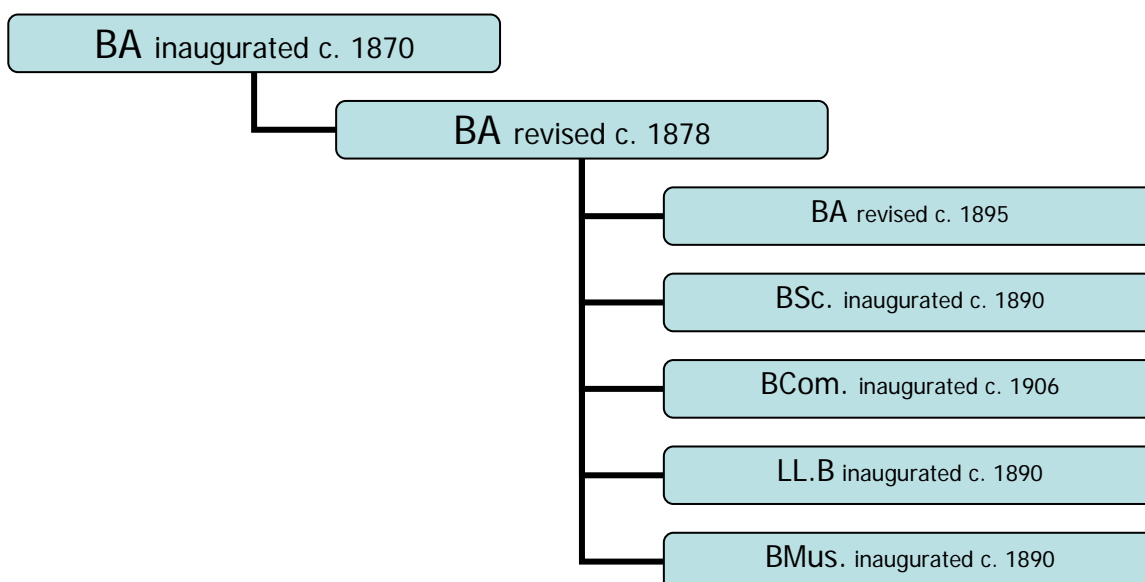 BA inaugurated c. 1870
BA revised c. 1878
BA revised c. 1895
BSc. inaugurated c. 1890
BCom. inaugurated c. 1906
LL.B inaugurated c. 1890
BMus. inaugurated c. 1890